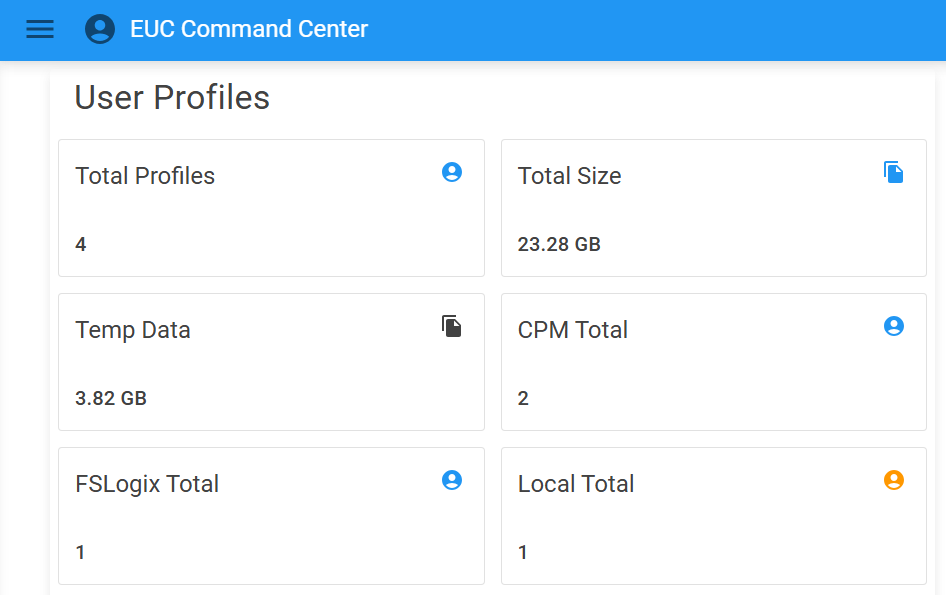 EUC Command Center
User Profiles
Total Profiles
4
Total Size
23.28 GB
Temp Data
3.82 GB
CPM Total
2
FSLogix Total
1
Local Total
1